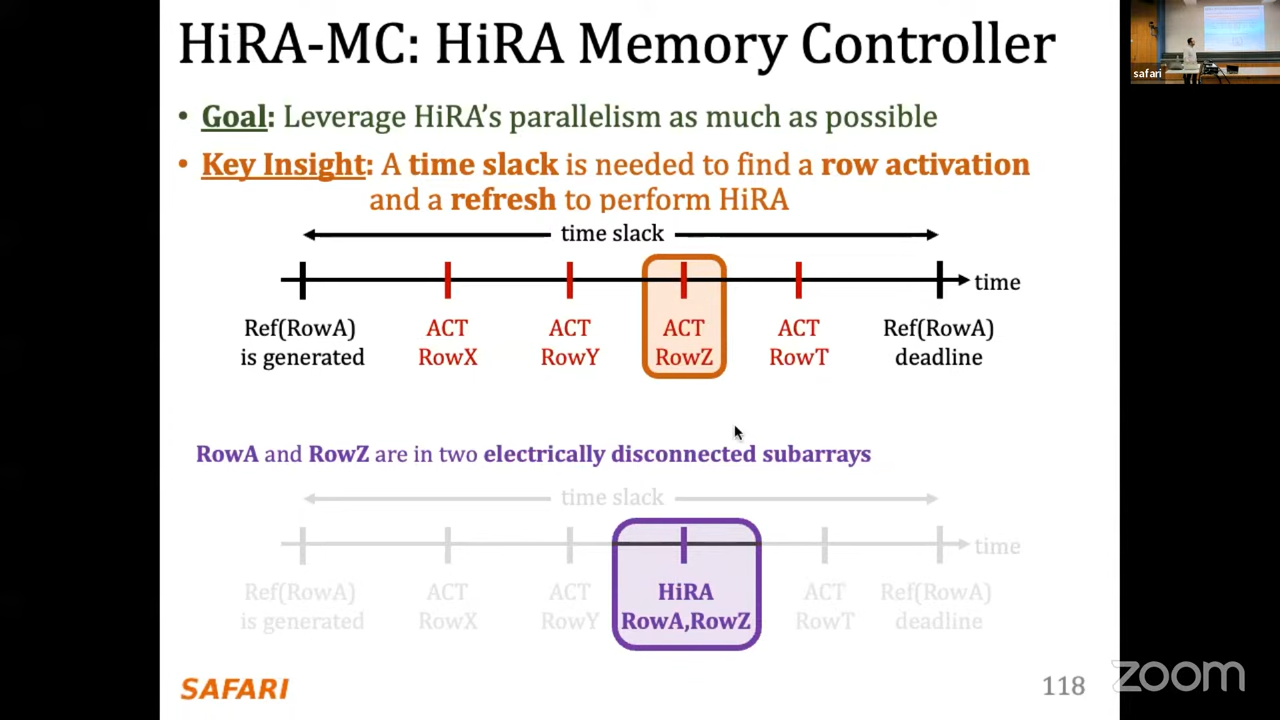 HiRA-MC: HiRA Memory Controller
safari
• Goal: Leverage HiRA's parallelism as much as possible
• Key Insight: A time slack is needed to find a row activation
and a refresh to perform HiRA
time slack
time
Ref(RowA) ACT ACT ACT ACT Ref(RowA)
is generated RowX RowY RowZ RowT deadline
RowA and RowZ are in two electrically disconnected subarrays
time slack
time
Ref(RowA) ACT ACT HiRA ACT Ref(RowA)
is generated RowX RowY RowA,RowZ RowT deadline
SAFARI
118
zoom